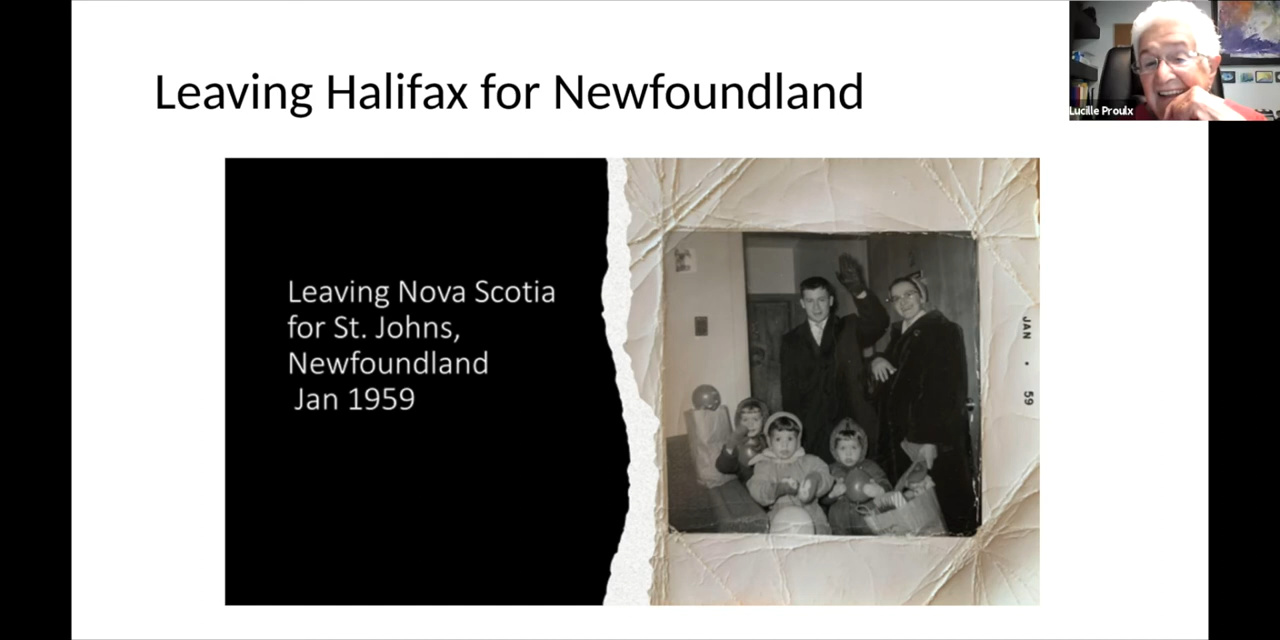 Leaving Halifax for Newfoundland
Lucille Proulx
Leaving Nova Scotia
for St. Johns,
Newfoundland
Jan 1959
JAN • 59